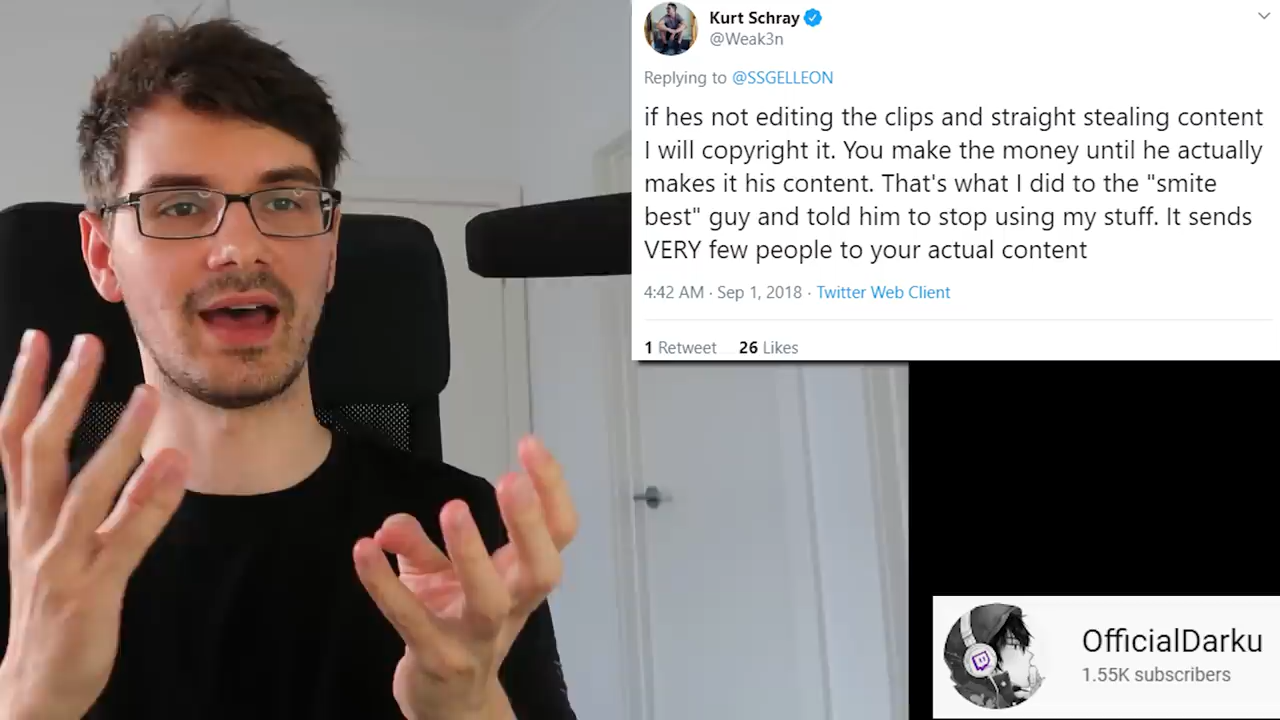 Kurt Schray
@Weak3n
Replying to @SSGELLEON
if hes not editing the clips and straight stealing content
I will copyright it. You make the money until he actually
makes it his content. That's what I did to the "smite
best" guy and told him to stop using my stuff. It sends
VERY few people to your actual content
4:42 AM · Sep 1, 2018 · Twitter Web Client
1 Retweet 26 Likes
OfficialDarku
1.55K subscribers